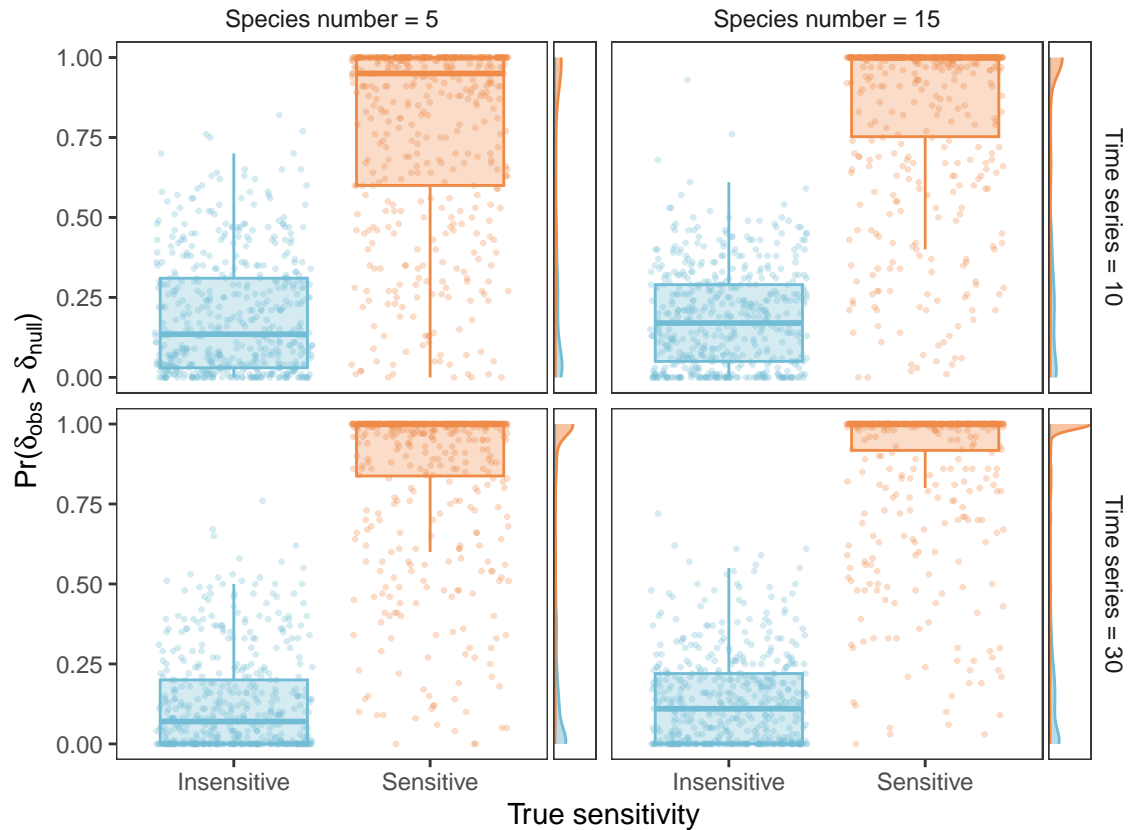 Species number = 5
Species number = 15
1.00
0.75
0.50
0.25
0.00
Time series = 10
1.00
0.75
0.50
0.25
0.00
Time series = 30
Pr(δobs > δnull)
Insensitive
Sensitive
Insensitive
Sensitive
True sensitivity